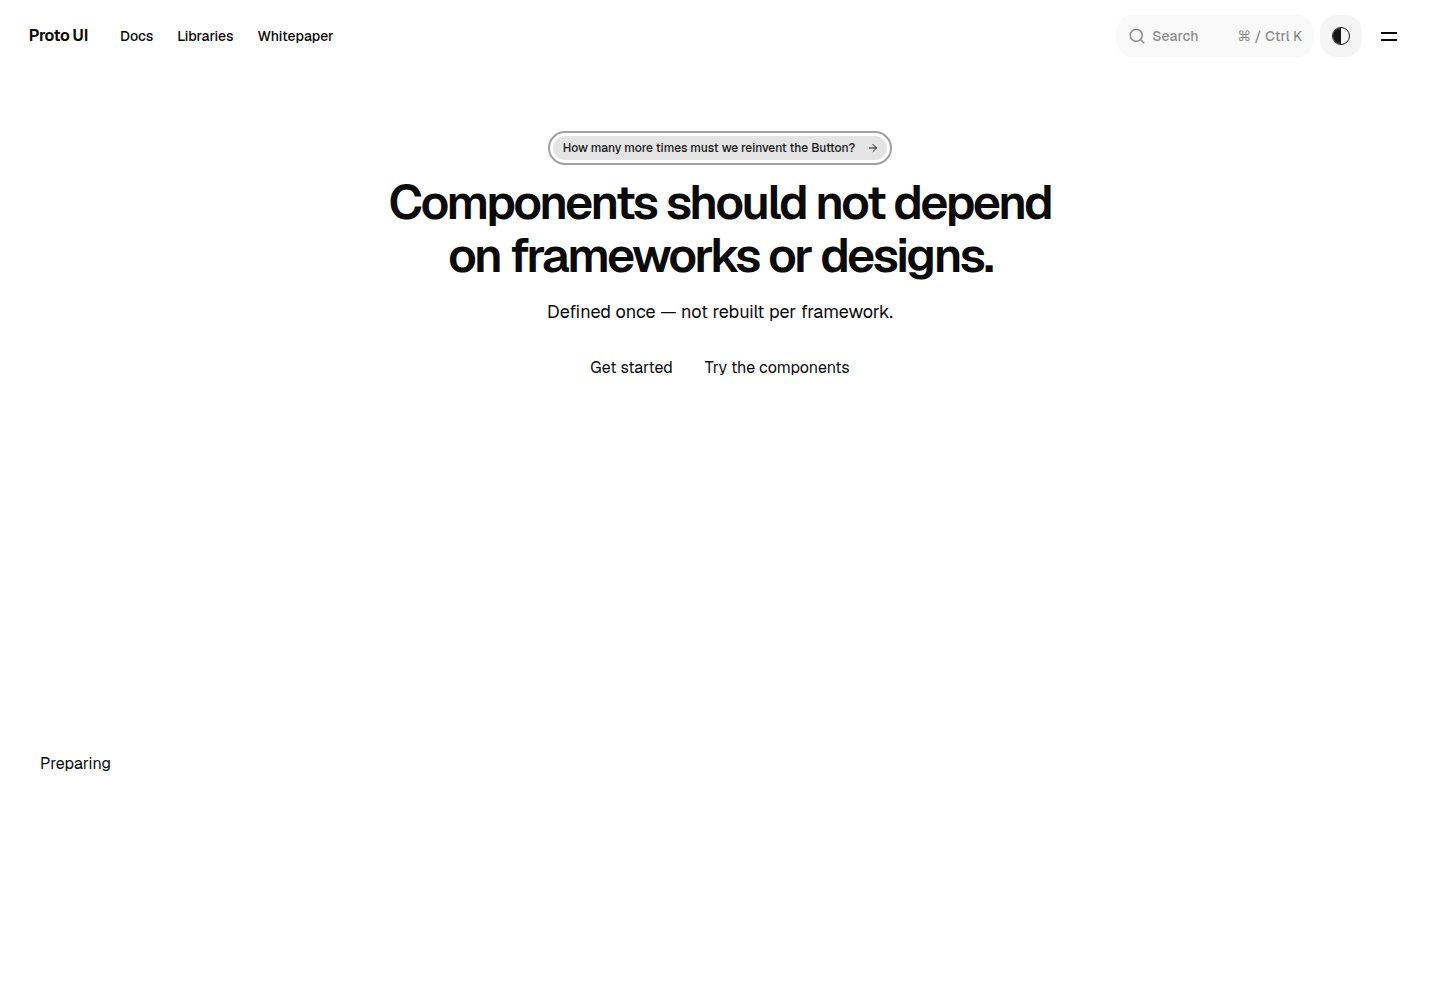 Proto UI Docs Libraries Whitepaper Search ⌘ / Ctrl K
How many more times must we reinvent the Button? →
Components should not depend
on frameworks or designs.
Defined once — not rebuilt per framework.
Get started Try the components
Preparing